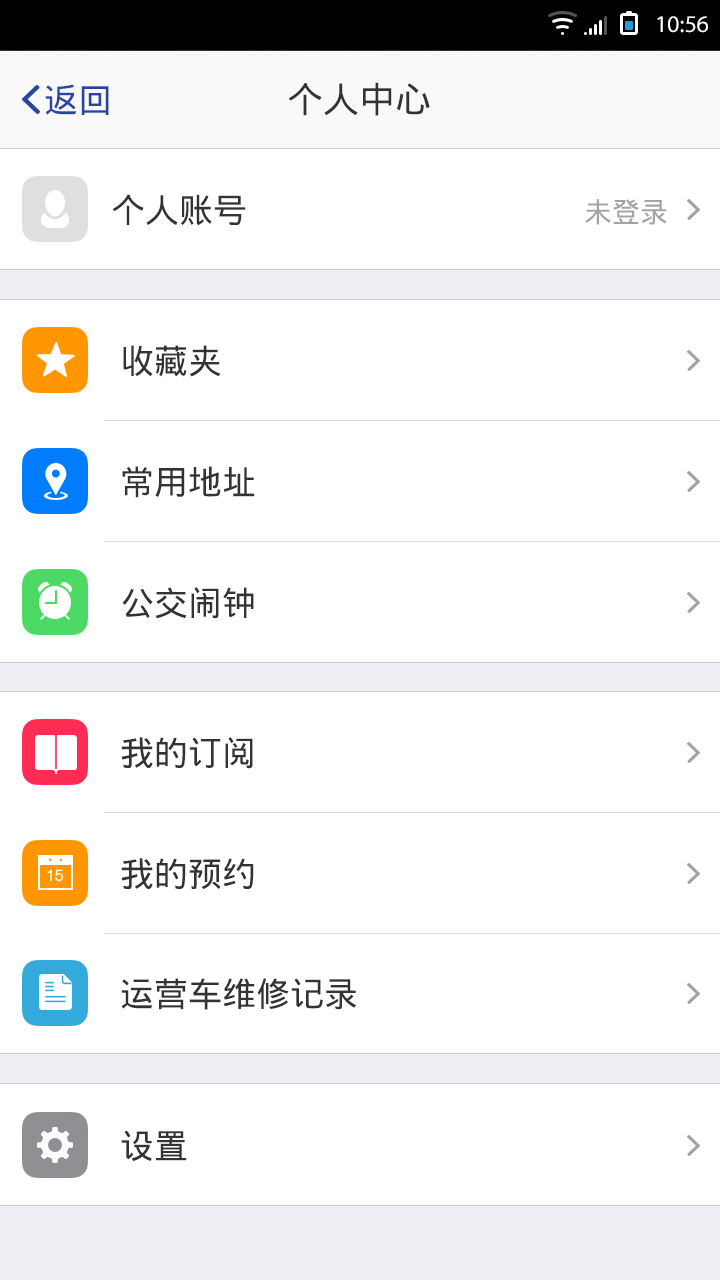 10:56
返回
个人中心
个人账号
未登录
收藏夹
常用地址
公交闹钟
我的订阅
15
我的预约
运营车维修记录
设置